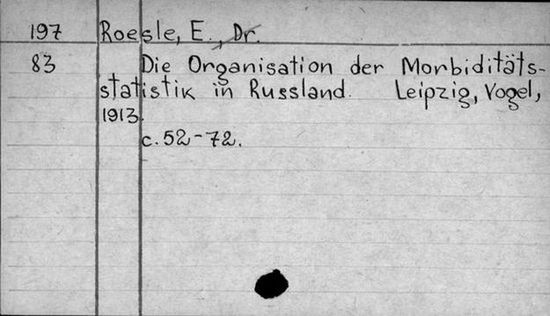 197 Roesle, E., Dr.
83 Die Organisation der Morbiditäts-
statistik in Russland. Leipzig, Vogel,
1913.
c. 52-72.